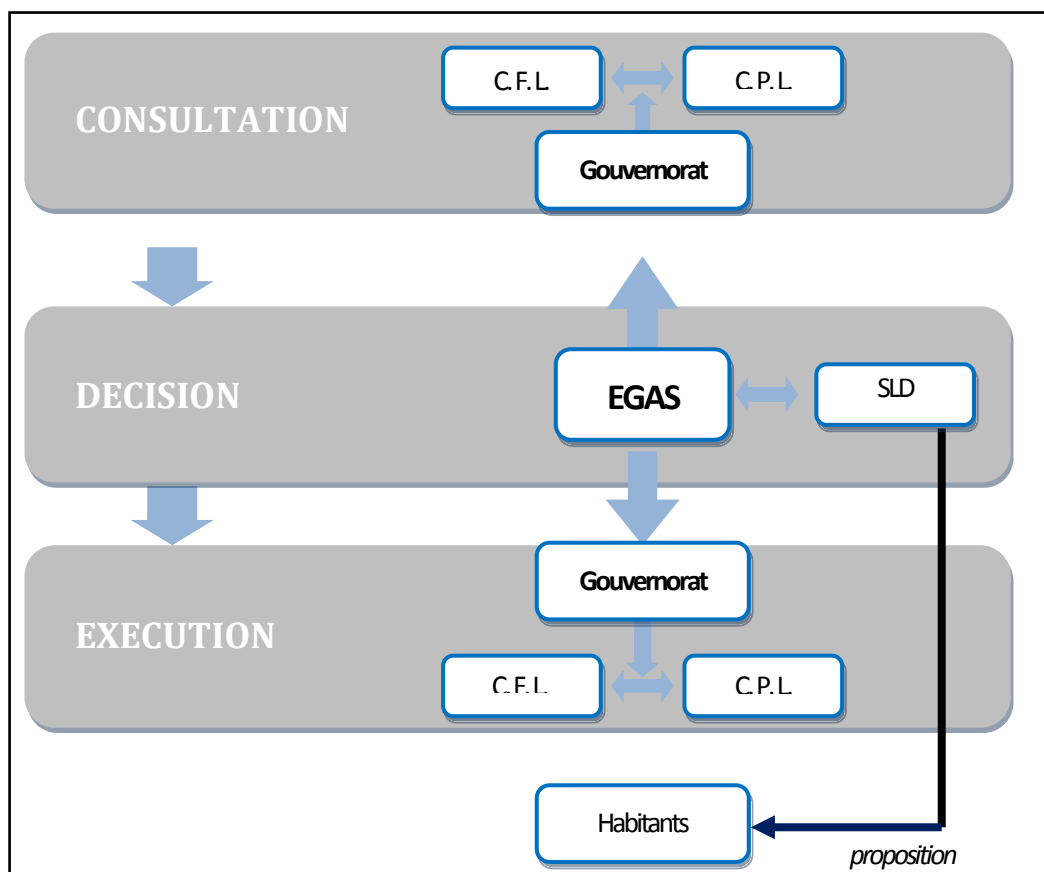 C.F.L.
C.P.L.
CONSULTATION
Gouvernorat
EGAS
SLD
DECISION
Gouvernorat
EXECUTION
C.F.L.
C.P.L.
Habitants
proposition